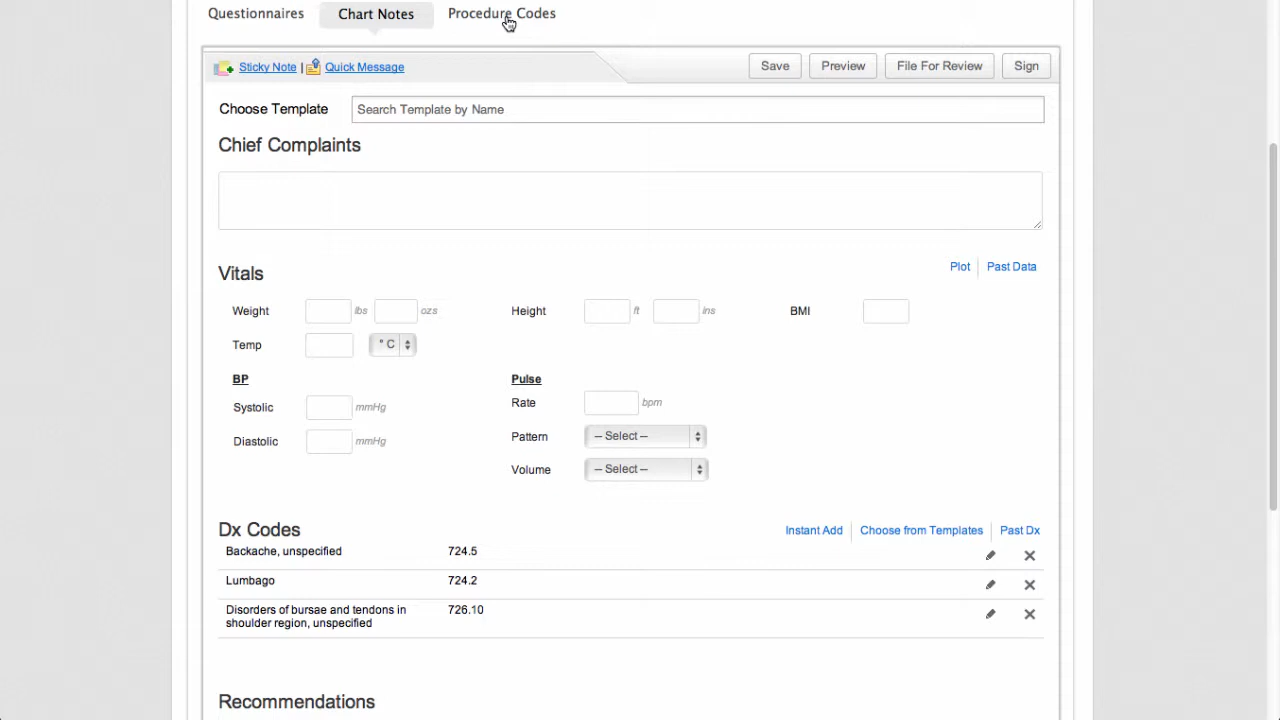 Questionnaires Chart Notes Procedure Codes
Sticky Note | Quick Message Save Preview File For Review Sign
Choose Template Search Template by Name
Chief Complaints
Vitals Plot Past Data
Weight lbs ozs Height ft ins BMI
Temp ° C
BP Pulse
Systolic mmHg Rate bpm
Diastolic mmHg Pattern -- Select --
Volume -- Select --
Dx Codes Instant Add Choose from Templates Past Dx
Backache, unspecified 724.5
Lumbago 724.2
Disorders of bursae and tendons in 726.10
shoulder region, unspecified
Recommendations